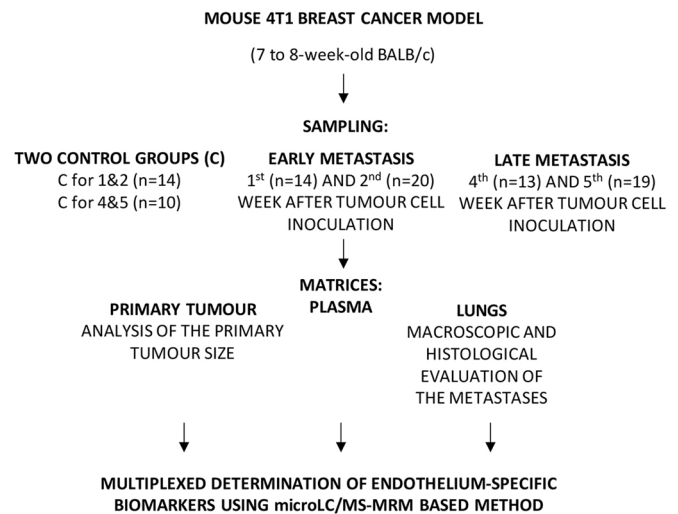 MOUSE 4T1 BREAST CANCER MODEL
(7 to 8-week-old BALB/c)
SAMPLING:
TWO CONTROL GROUPS (C)
C for 1&2 (n=14)
C for 4&5 (n=10)
EARLY METASTASIS
1st (n=14) AND 2nd (n=20)
WEEK AFTER TUMOUR CELL
INOCULATION
LATE METASTASIS
4th (n=13) AND 5th (n=19)
WEEK AFTER TUMOUR CELL
INOCULATION
MATRICES:
PLASMA
PRIMARY TUMOUR
ANALYSIS OF THE PRIMARY
TUMOUR SIZE
LUNGS
MACROSCOPIC AND
HISTOLOGICAL
EVALUATION OF
THE METASTASES
MULTIPLEXED DETERMINATION OF ENDOTHELIUM-SPECIFIC
BIOMARKERS USING microLC/MS-MRM BASED METHOD